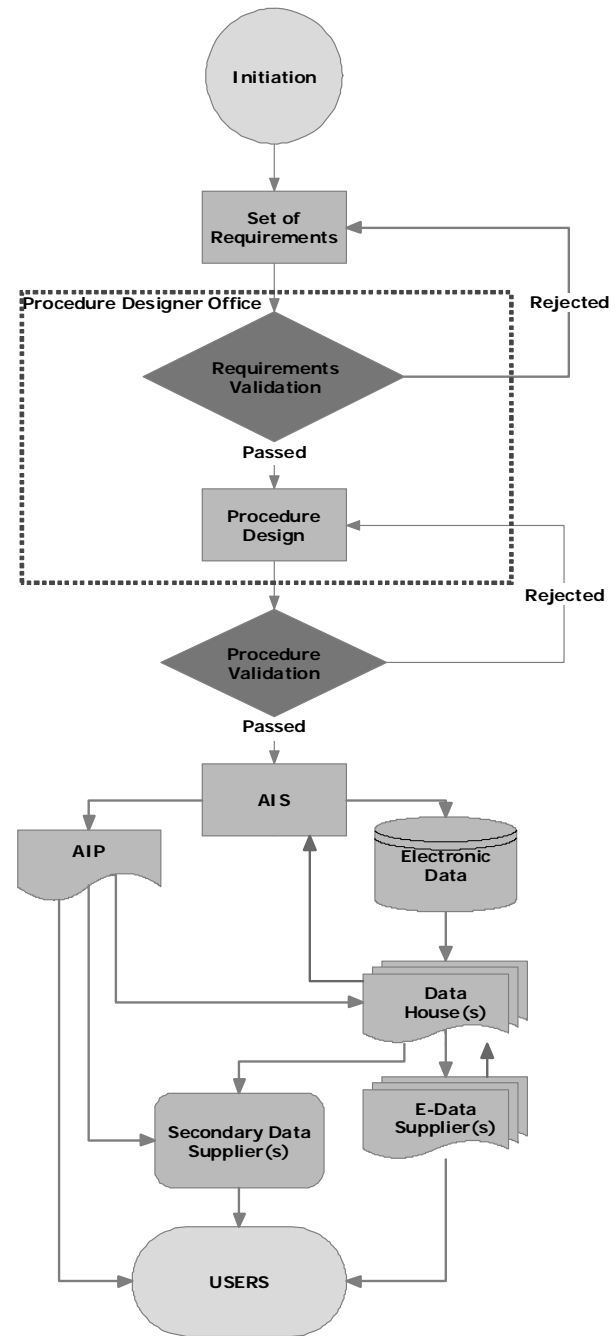 Initiation
Set of
Requirements
Procedure Designer Office
Rejected
Requirements
Validation
Passed
Procedure
Design
Rejected
Procedure
Validation
Passed
AIS
AIP
Electronic
Data
Data
House(s)
E-Data
Supplier(s)
Secondary Data
Supplier(s)
USERS